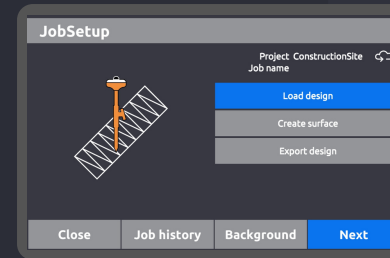 JobSetup
Project ConstructionSite
Job name
Load design
Create surface
Export design
Close Job history Background Next